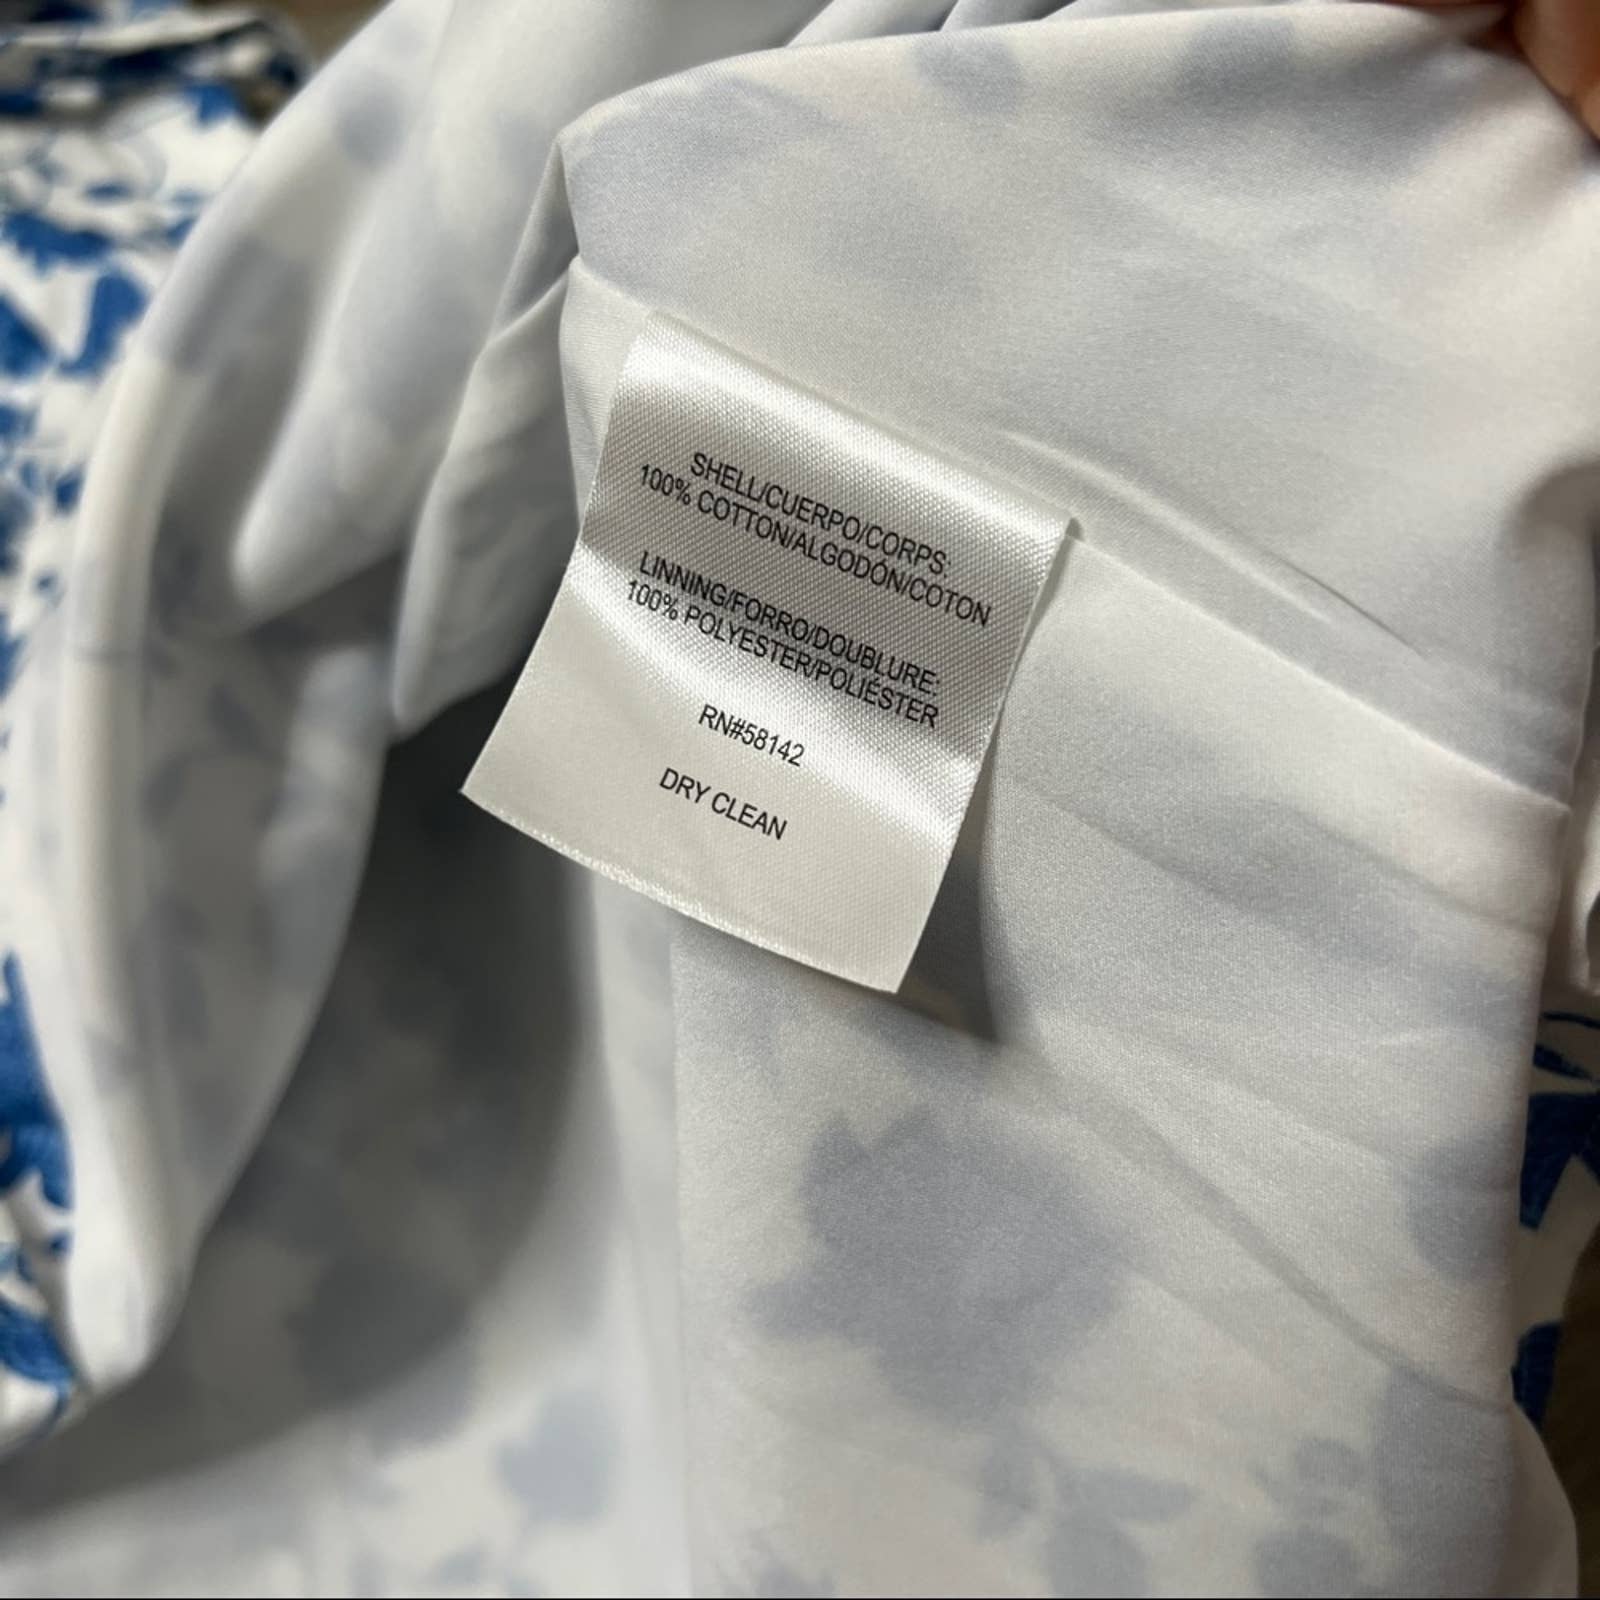 SHELL/CUERPO/CORPS:
100% COTTON/ALGODÓN/COTON
LINNING/FORRO/DOUBLURE:
100% POLYESTER/POLIÉSTER
RN#58142
DRY CLEAN